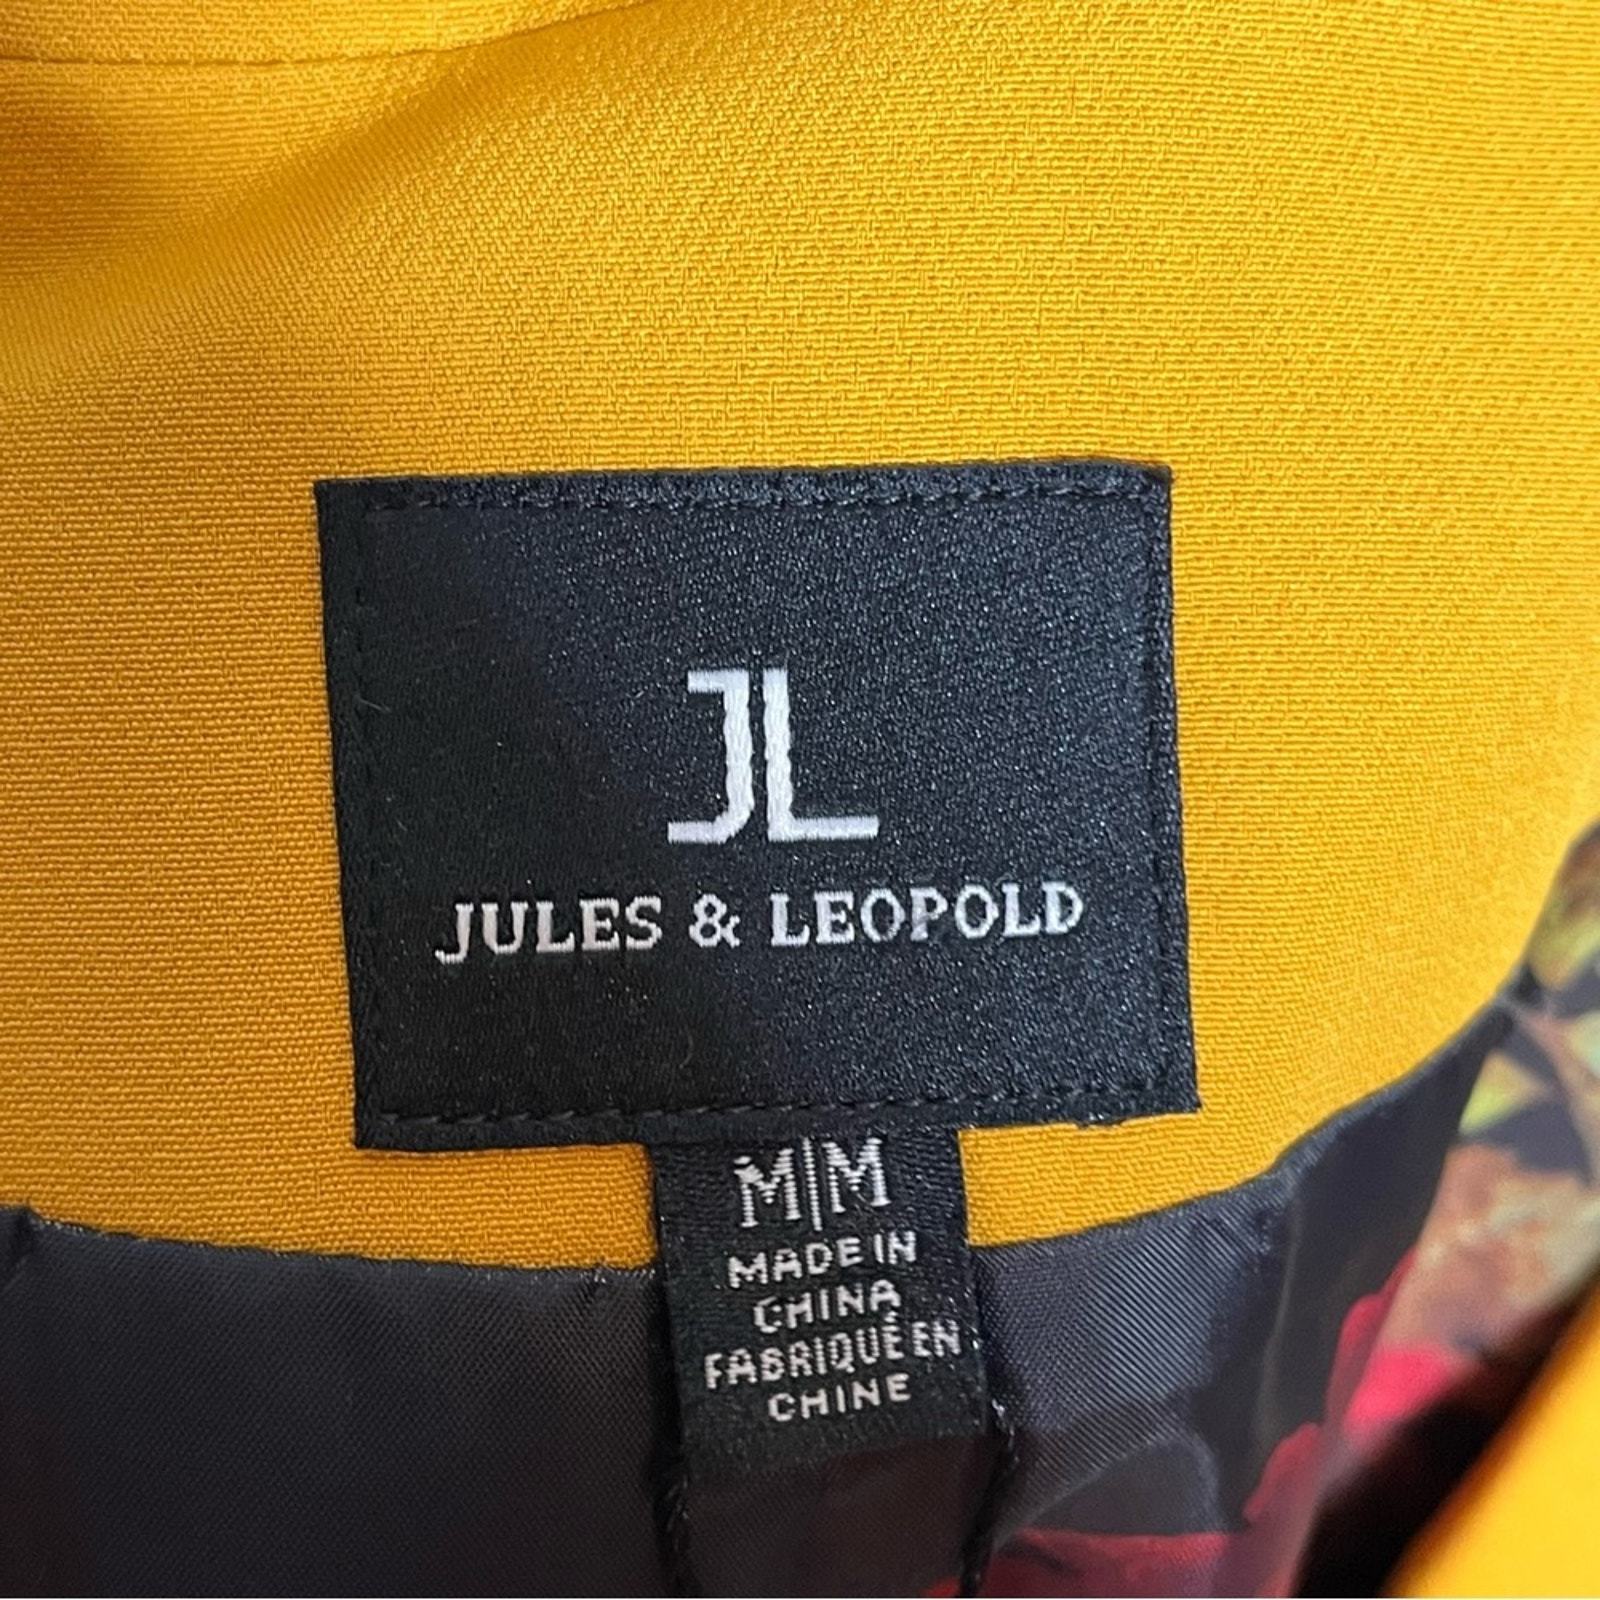 JL
JULES & LEOPOLD
M|M
MADE IN
CHINA
FABRIQUÉ EN
CHINE